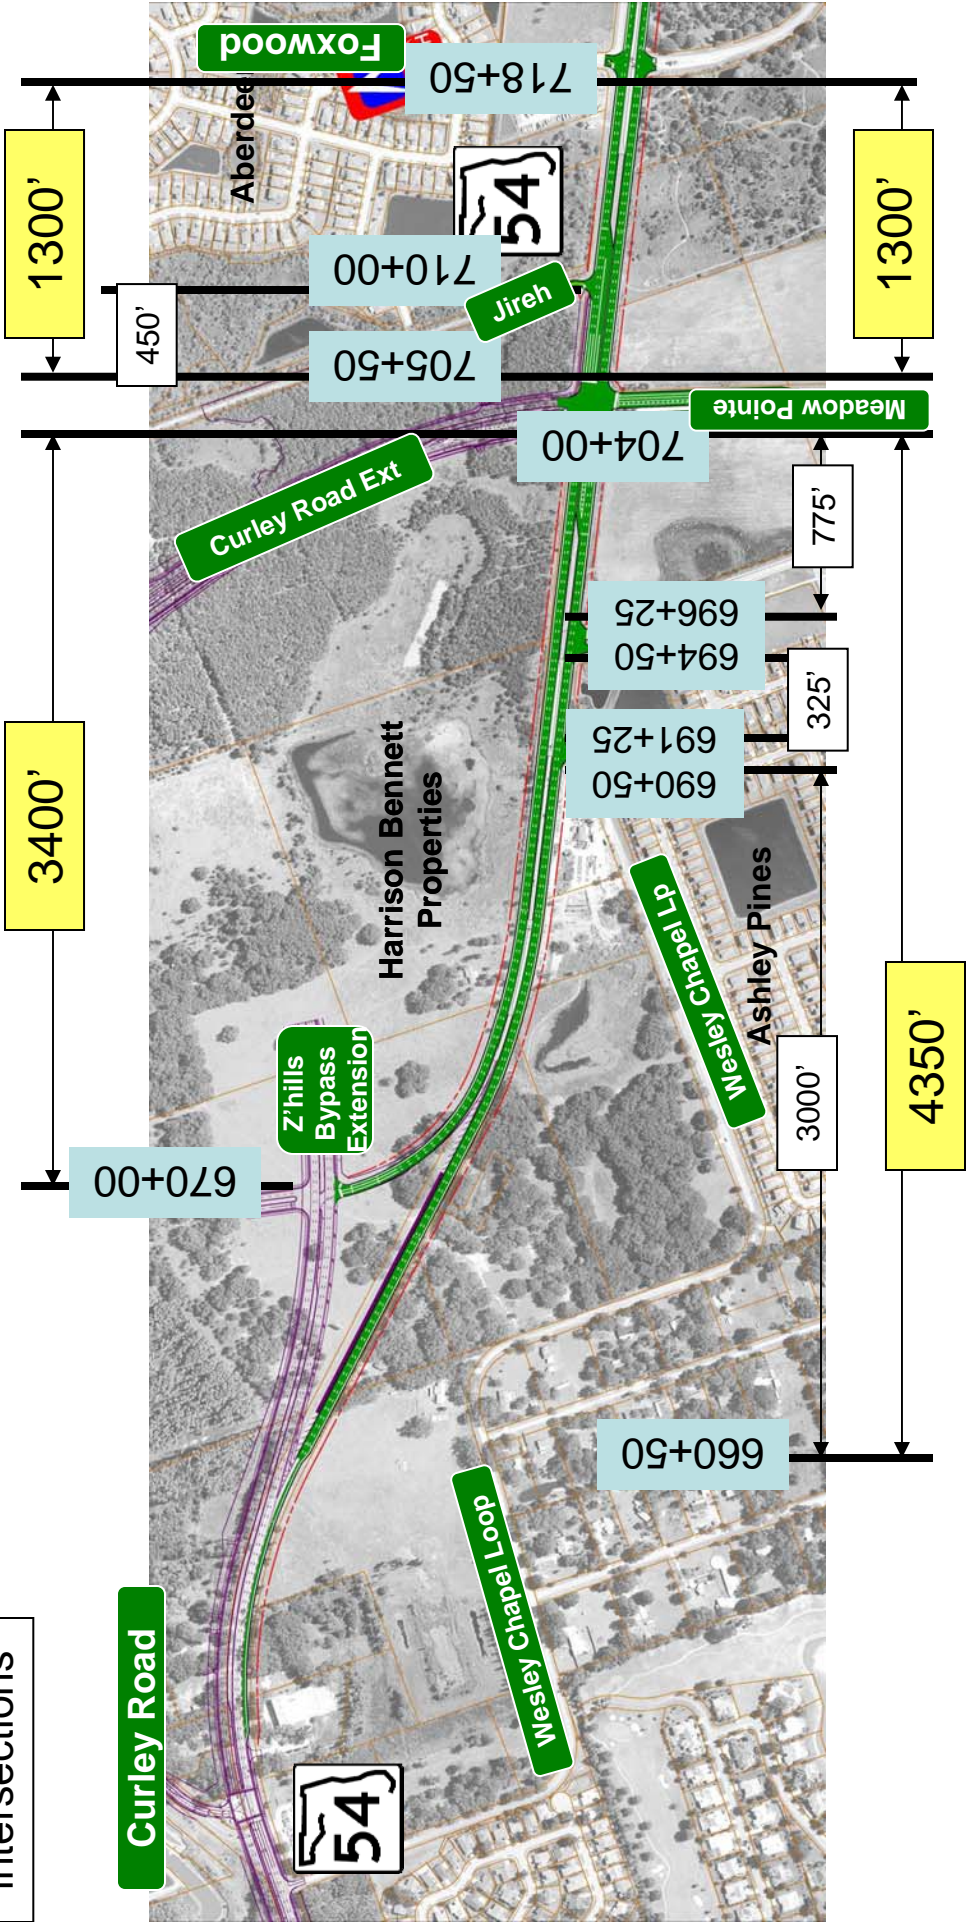 Intersections
Curley Road
54
Wesley Chapel Loop
660+50
670+00
Z'hills
Bypass
Extension
3400'
4350'
3000'
Harrison Bennett
Properties
Wesley Chapel Lp
Ashley Pines
690+50
691+25
325'
694+50
696+25
775'
Curley Road Ext
704+00
Meadow Pointe
705+50
450'
Jireh
710+00
54
1300'
1300'
718+50
Foxwood